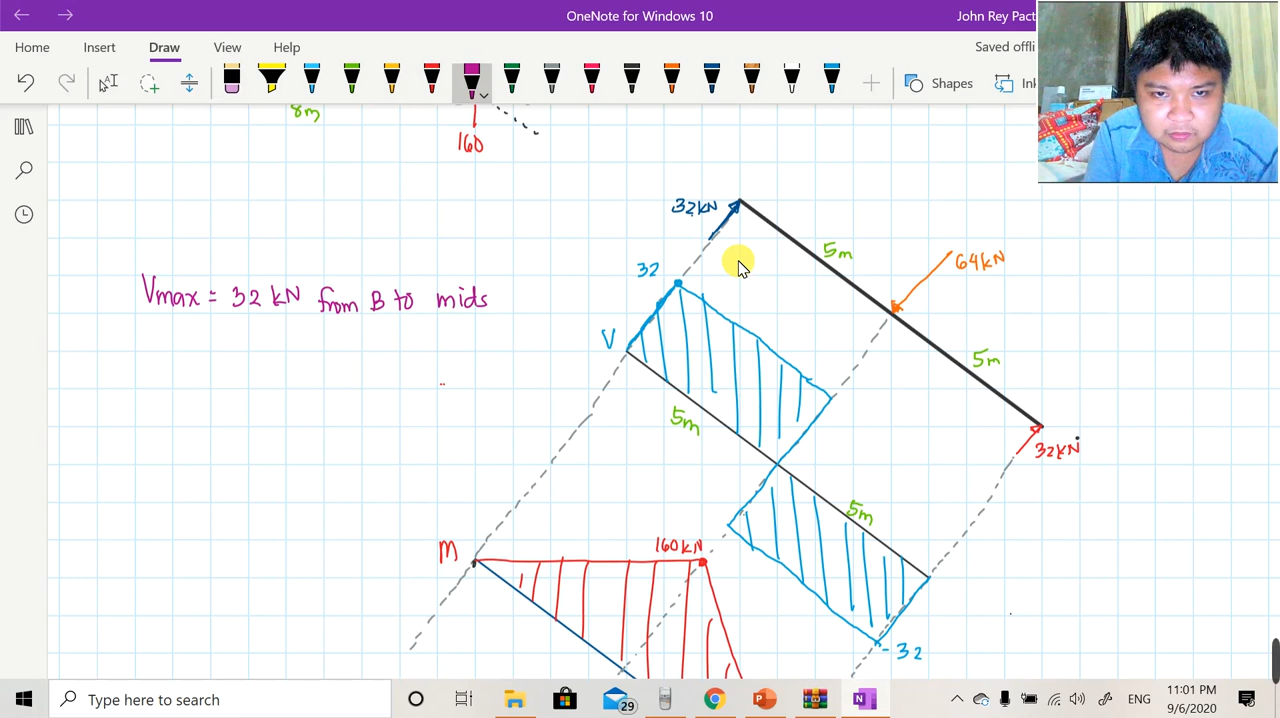 OneNote for Windows 10
John Rey Pact
Home
Insert
Draw
View
Help
Saved offli
Shapes
Ink
8m
160
32kN
5m
64kN
32
Vmax = 32 kN from B to mids
V
5m
5m
32kN
5m
M
160kN
-32
Type here to search
29
ENG
11:01 PM
9/6/2020